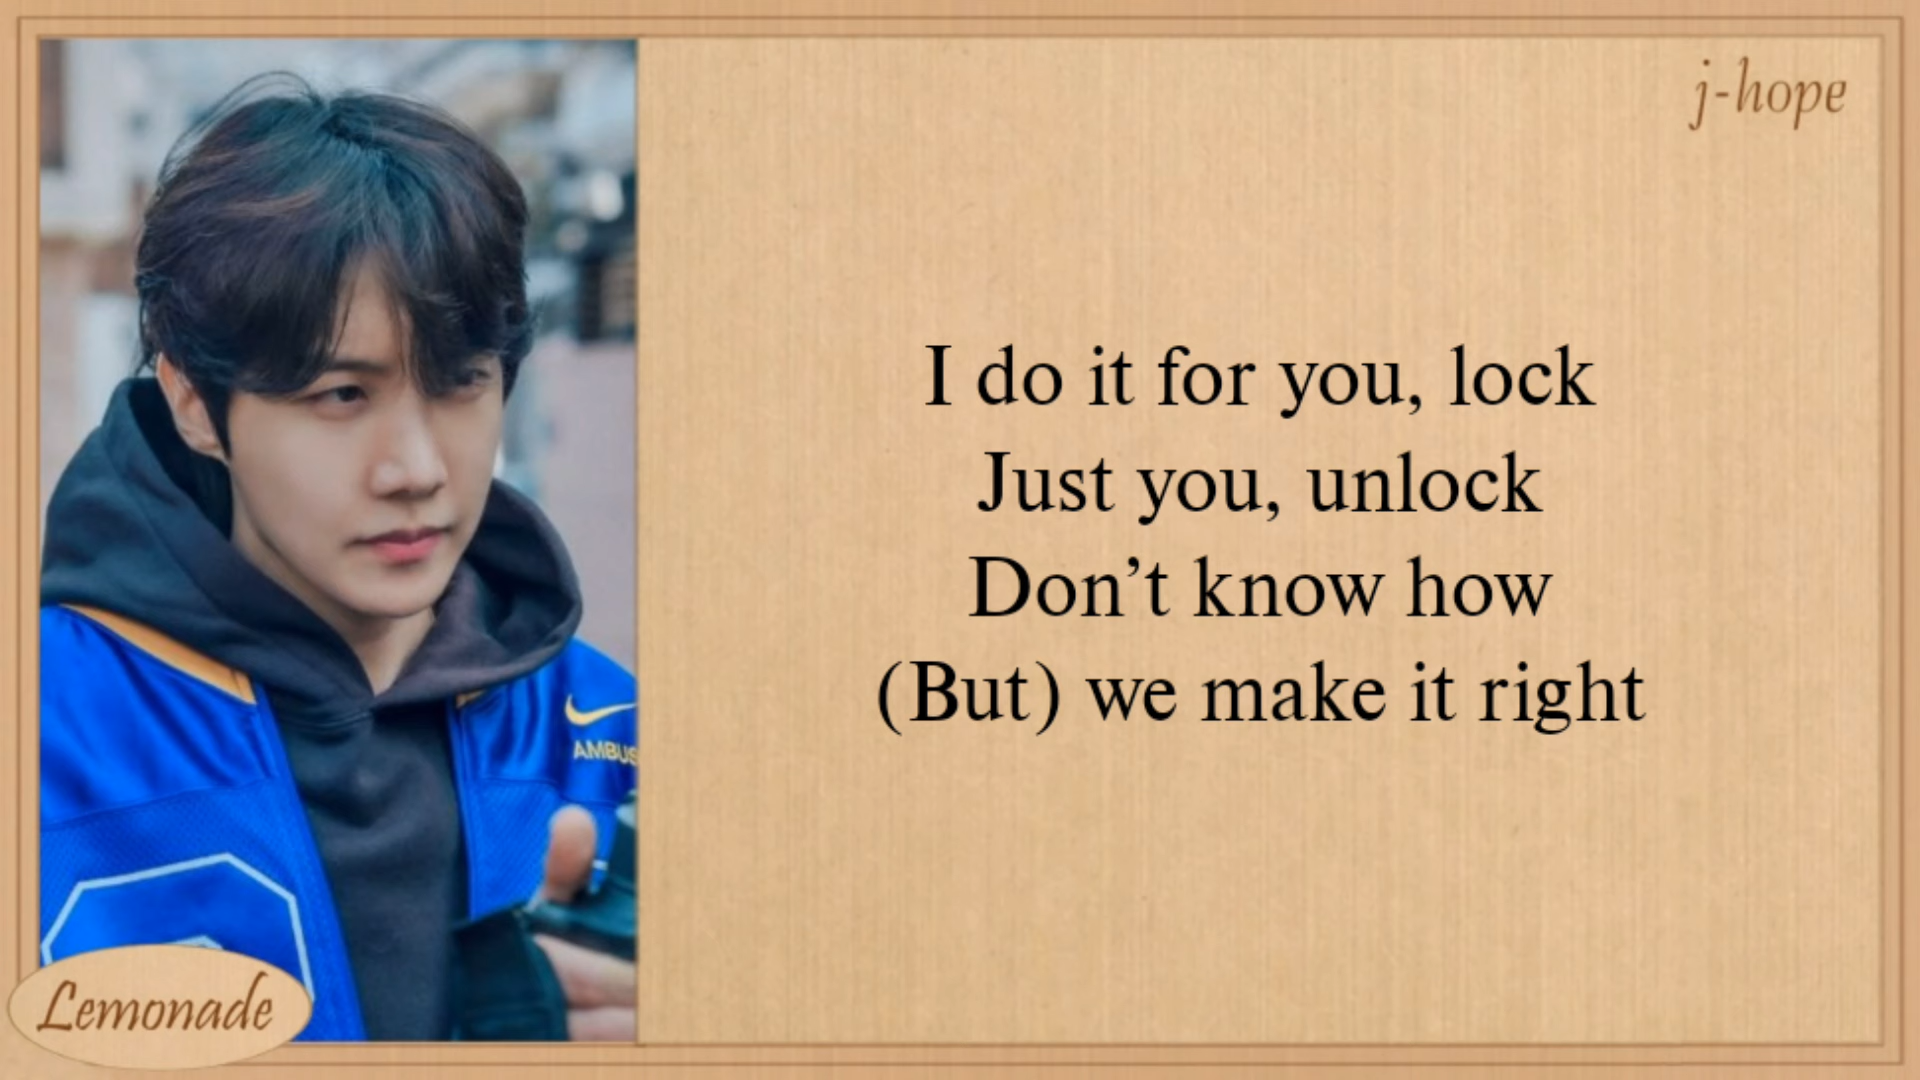 j-hope
I do it for you, lock
Just you, unlock
Don’t know how
(But) we make it right
AMBUS
Lemonade